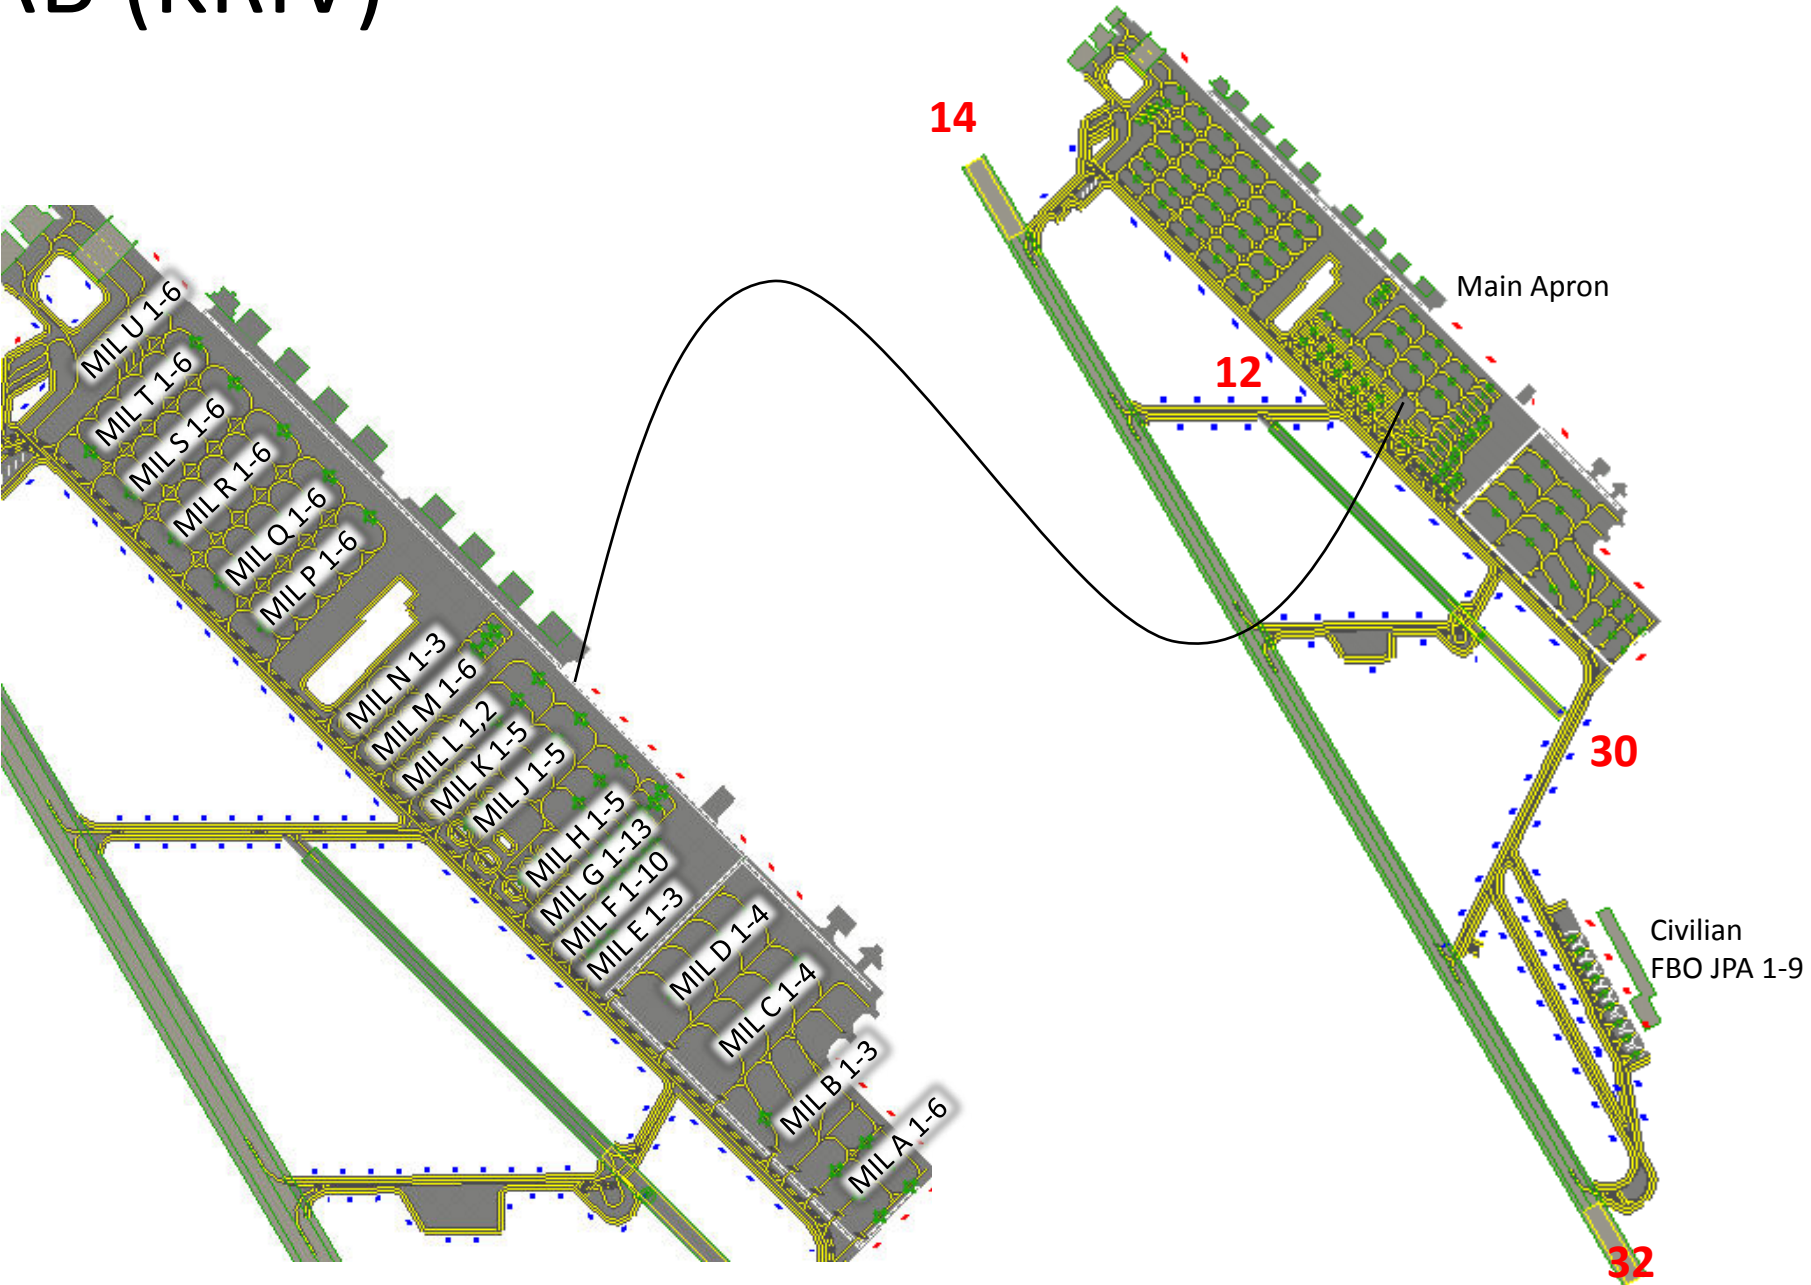 (KRIV)
14
Main Apron
12
30
Civilian
FBO JPA 1-9
32
MIL U 1-6
MIL T 1-6
MIL S 1-6
MIL R 1-6
MIL Q 1-6
MIL P 1-6
MIL N 1-3
MIL M 1-6
MIL L 1,2
MIL K 1-5
MIL J 1-5
MIL H 1-5
MIL G 1-13
MIL F 1-10
MIL E 1-3
MIL D 1-4
MIL C 1-4
MIL B 1-3
MIL A 1-6